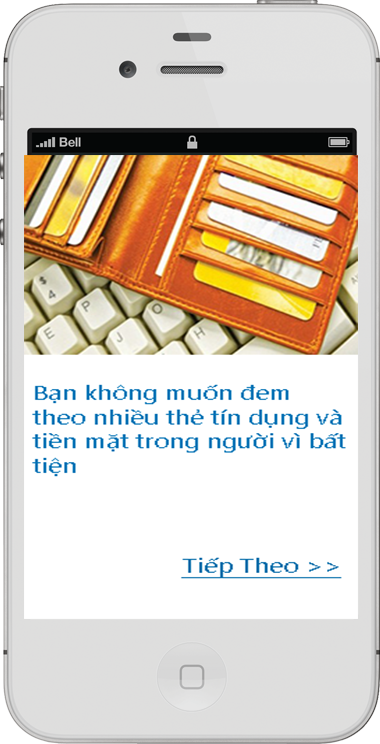 Bell
$
4
E
P
O
J
H
Bạn không muốn đem
theo nhiều thẻ tín dụng và
tiền mặt trong người vì bất
tiện
Tiếp Theo >>